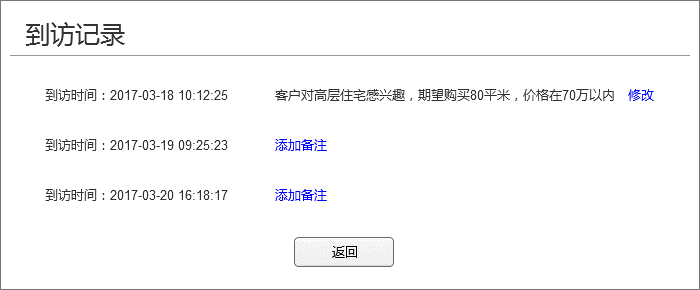 到访记录
到访时间：2017-03-18 10:12:25 客户对高层住宅感兴趣，期望购买80平米，价格在70万以内 修改
到访时间：2017-03-19 09:25:23 添加备注
到访时间：2017-03-20 16:18:17 添加备注
返回